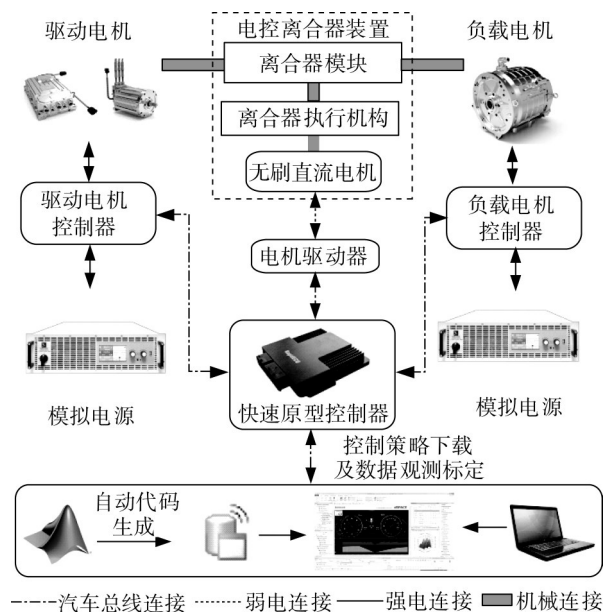 驱动电机
电控离合器装置
负载电机
离合器模块
离合器执行机构
无刷直流电机
驱动电机
控制器
负载电机
控制器
电机驱动器
快速原型控制器
模拟电源
模拟电源
控制策略下载
及数据观测标定
自动代码
生成
汽车总线连接
弱电连接
强电连接
机械连接